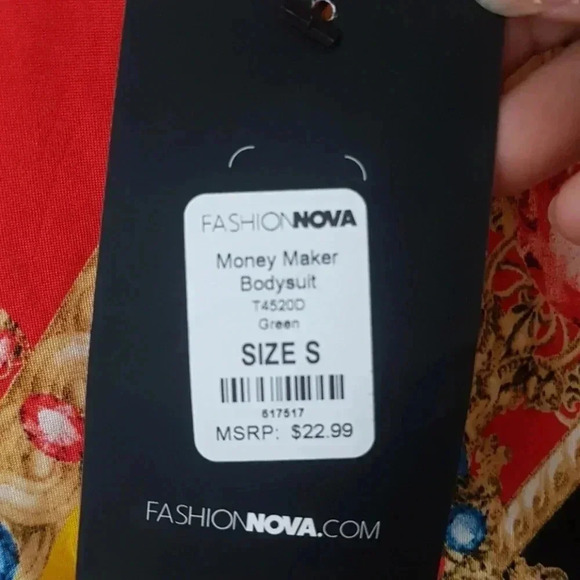 FASHIONNOVA
Money Maker
Bodysuit
T4520D
Green
SIZE S
617517
MSRP: $22.99
FASHIONNOVA.COM